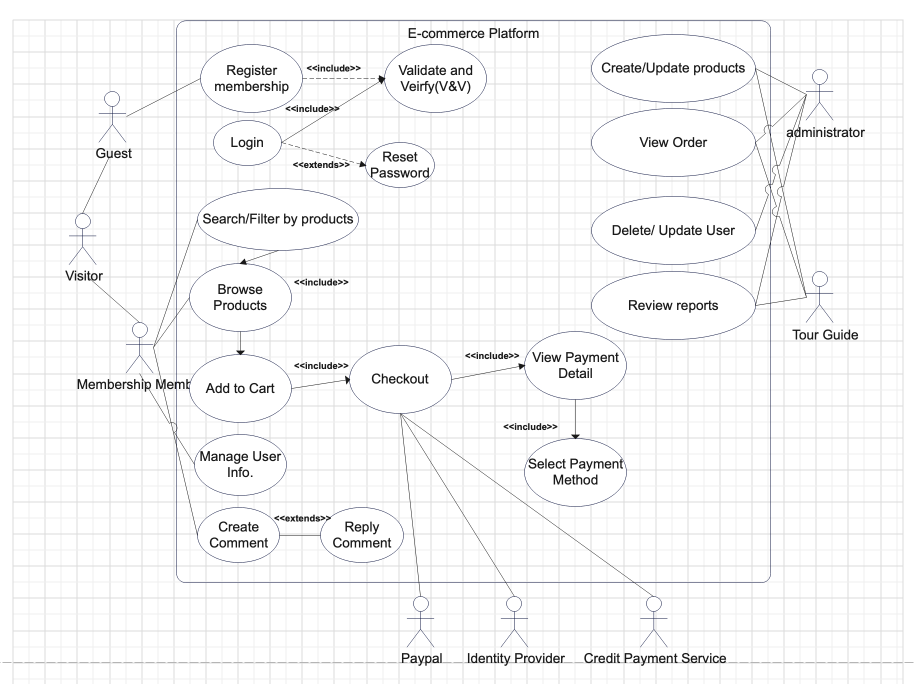 E-commerce Platform
Register
membership
<<include>>
Validate and
Veirfy(V&V)
Create/Update products
administrator
<<include>>
Guest
Login
View Order
<<extends>>
Reset
Password
Search/Filter by products
Delete/ Update User
Visitor
Browse
Products
<<include>>
Review reports
Tour Guide
Membership Memb
Add to Cart
<<include>>
Checkout
<<include>>
View Payment
Detail
<<include>>
Manage User
Info.
Select Payment
Method
Create
Comment
<<extends>>
Reply
Comment
Paypal
Identity Provider
Credit Payment Service